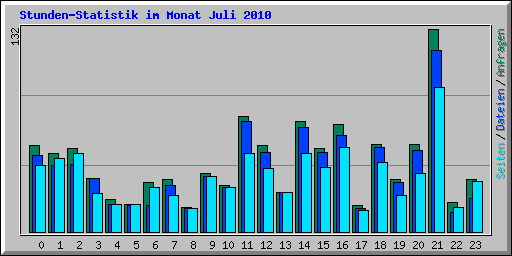 Stunden-Statistik im Monat Juli 2010
132
Seiten / Dateien / Anfragen
0 1 2 3 4 5 6 7 8 9 10 11 12 13 14 15 16 17 18 19 20 21 22 23